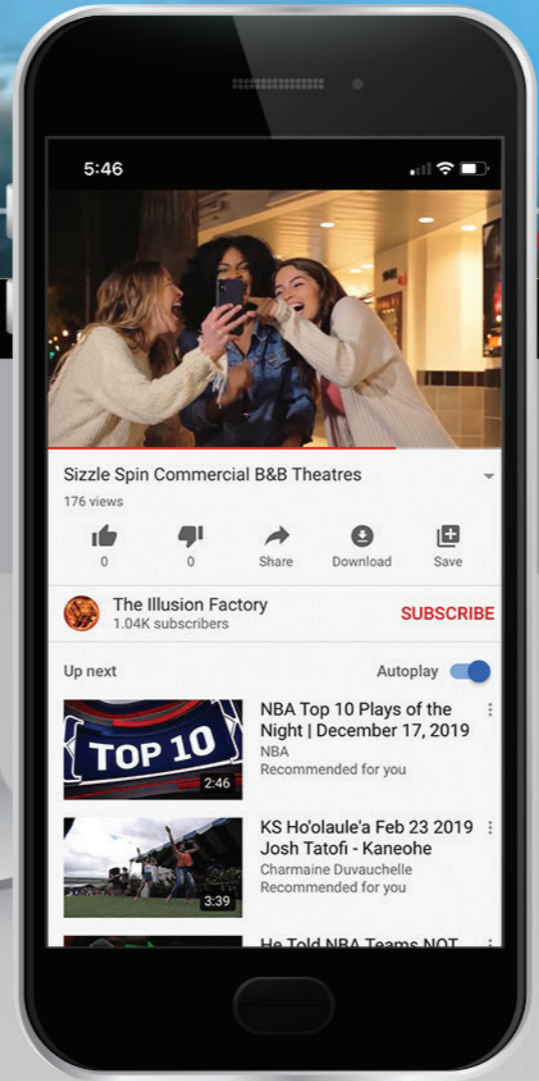 5:46
Sizzle Spin Commercial B&B Theatres
176 views
0
0
Share
Download
Save
The Illusion Factory
1.04K subscribers
SUBSCRIBE
Up next
Autoplay
TOP 10
2:46
NBA Top 10 Plays of the
Night | December 17, 2019
NBA
Recommended for you
3:39
KS Ho'olaule'a Feb 23 2019
Josh Tatofi - Kaneohe
Charmaine Duvauchelle
Recommended for you
He Told NBA Teams NOT